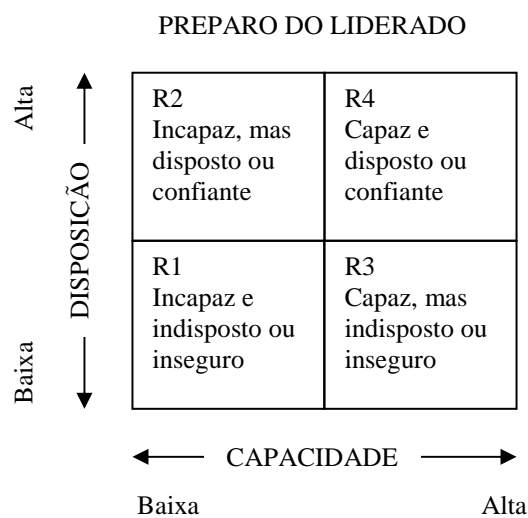 PREPARO DO LIDERADO
Alta
DISPOSIÇÃO
Baixa
R2
Incapaz, mas
disposto ou
confiante
R4
Capaz e
disposto ou
confiante
R1
Incapaz e
indisposto ou
inseguro
R3
Capaz, mas
indisposto ou
inseguro
CAPACIDADE
Baixa
Alta